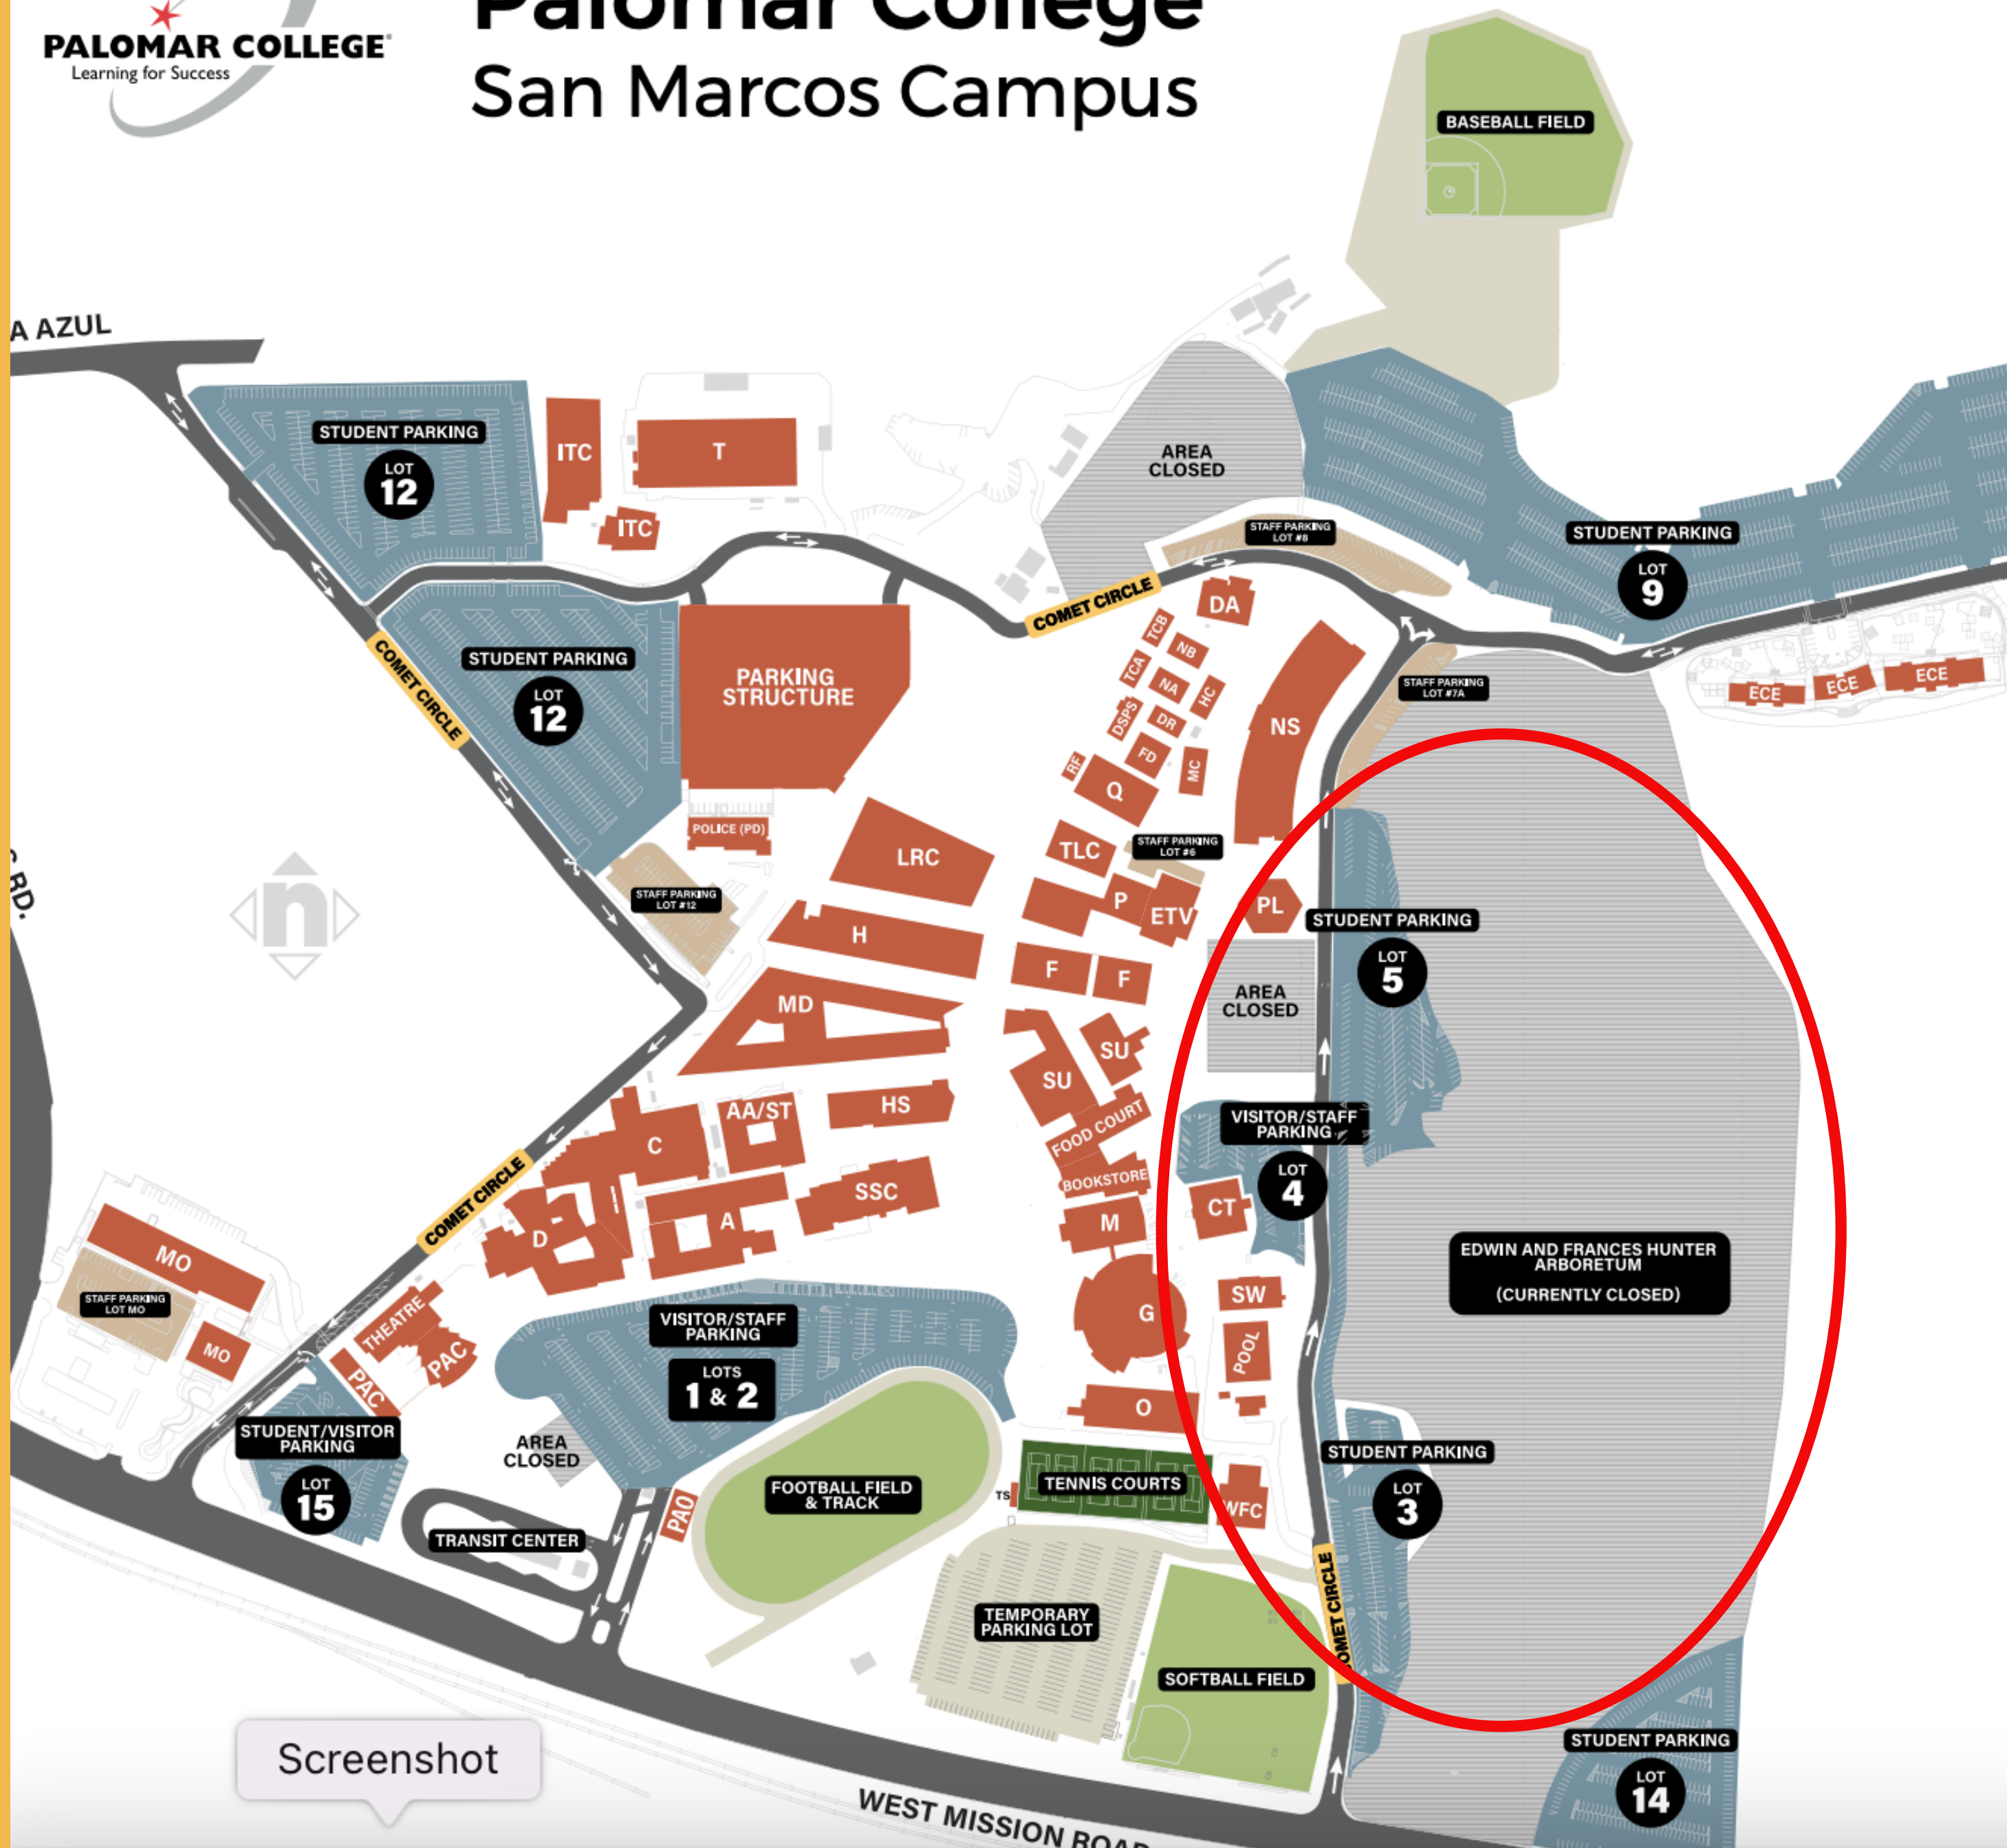 Palomar College
San Marcos Campus
PALOMAR COLLEGE®
Learning for Success
BASEBALL FIELD
A AZUL
STUDENT PARKING
LOT
12
ITC
T
ITC
AREA
CLOSED
STAFF PARKING
LOT #8
STUDENT PARKING
LOT
9
COMET CIRCLE
DA
TCB
NB
TCA
NA
HC
DSPS
DR
FD
MC
RF
Q
NS
STAFF PARKING
LOT #7A
ECE
ECE
ECE
COMET CIRCLE
STUDENT PARKING
LOT
12
PARKING
STRUCTURE
POLICE (PD)
LRC
TLC
STAFF PARKING
LOT #6
P
ETV
PL
STAFF PARKING
LOT #12
RD.
n
H
F
F
STUDENT PARKING
LOT
5
AREA
CLOSED
MD
SU
SU
FOOD COURT
BOOKSTORE
VISITOR/STAFF
PARKING
LOT
4
HS
AA/ST
C
SSC
A
D
M
CT
COMET CIRCLE
MO
STAFF PARKING
LOT MO
MO
THEATRE
PAC
PAC
VISITOR/STAFF
PARKING
LOTS
1 & 2
G
SW
POOL
O
EDWIN AND FRANCES HUNTER
ARBORETUM
(CURRENTLY CLOSED)
STUDENT/VISITOR
PARKING
LOT
15
AREA
CLOSED
TRANSIT CENTER
PAO
FOOTBALL FIELD
& TRACK
TS
TENNIS COURTS
WFC
STUDENT PARKING
LOT
3
COMET CIRCLE
TEMPORARY
PARKING LOT
SOFTBALL FIELD
STUDENT PARKING
LOT
14
Screenshot
WEST MISSION ROAD